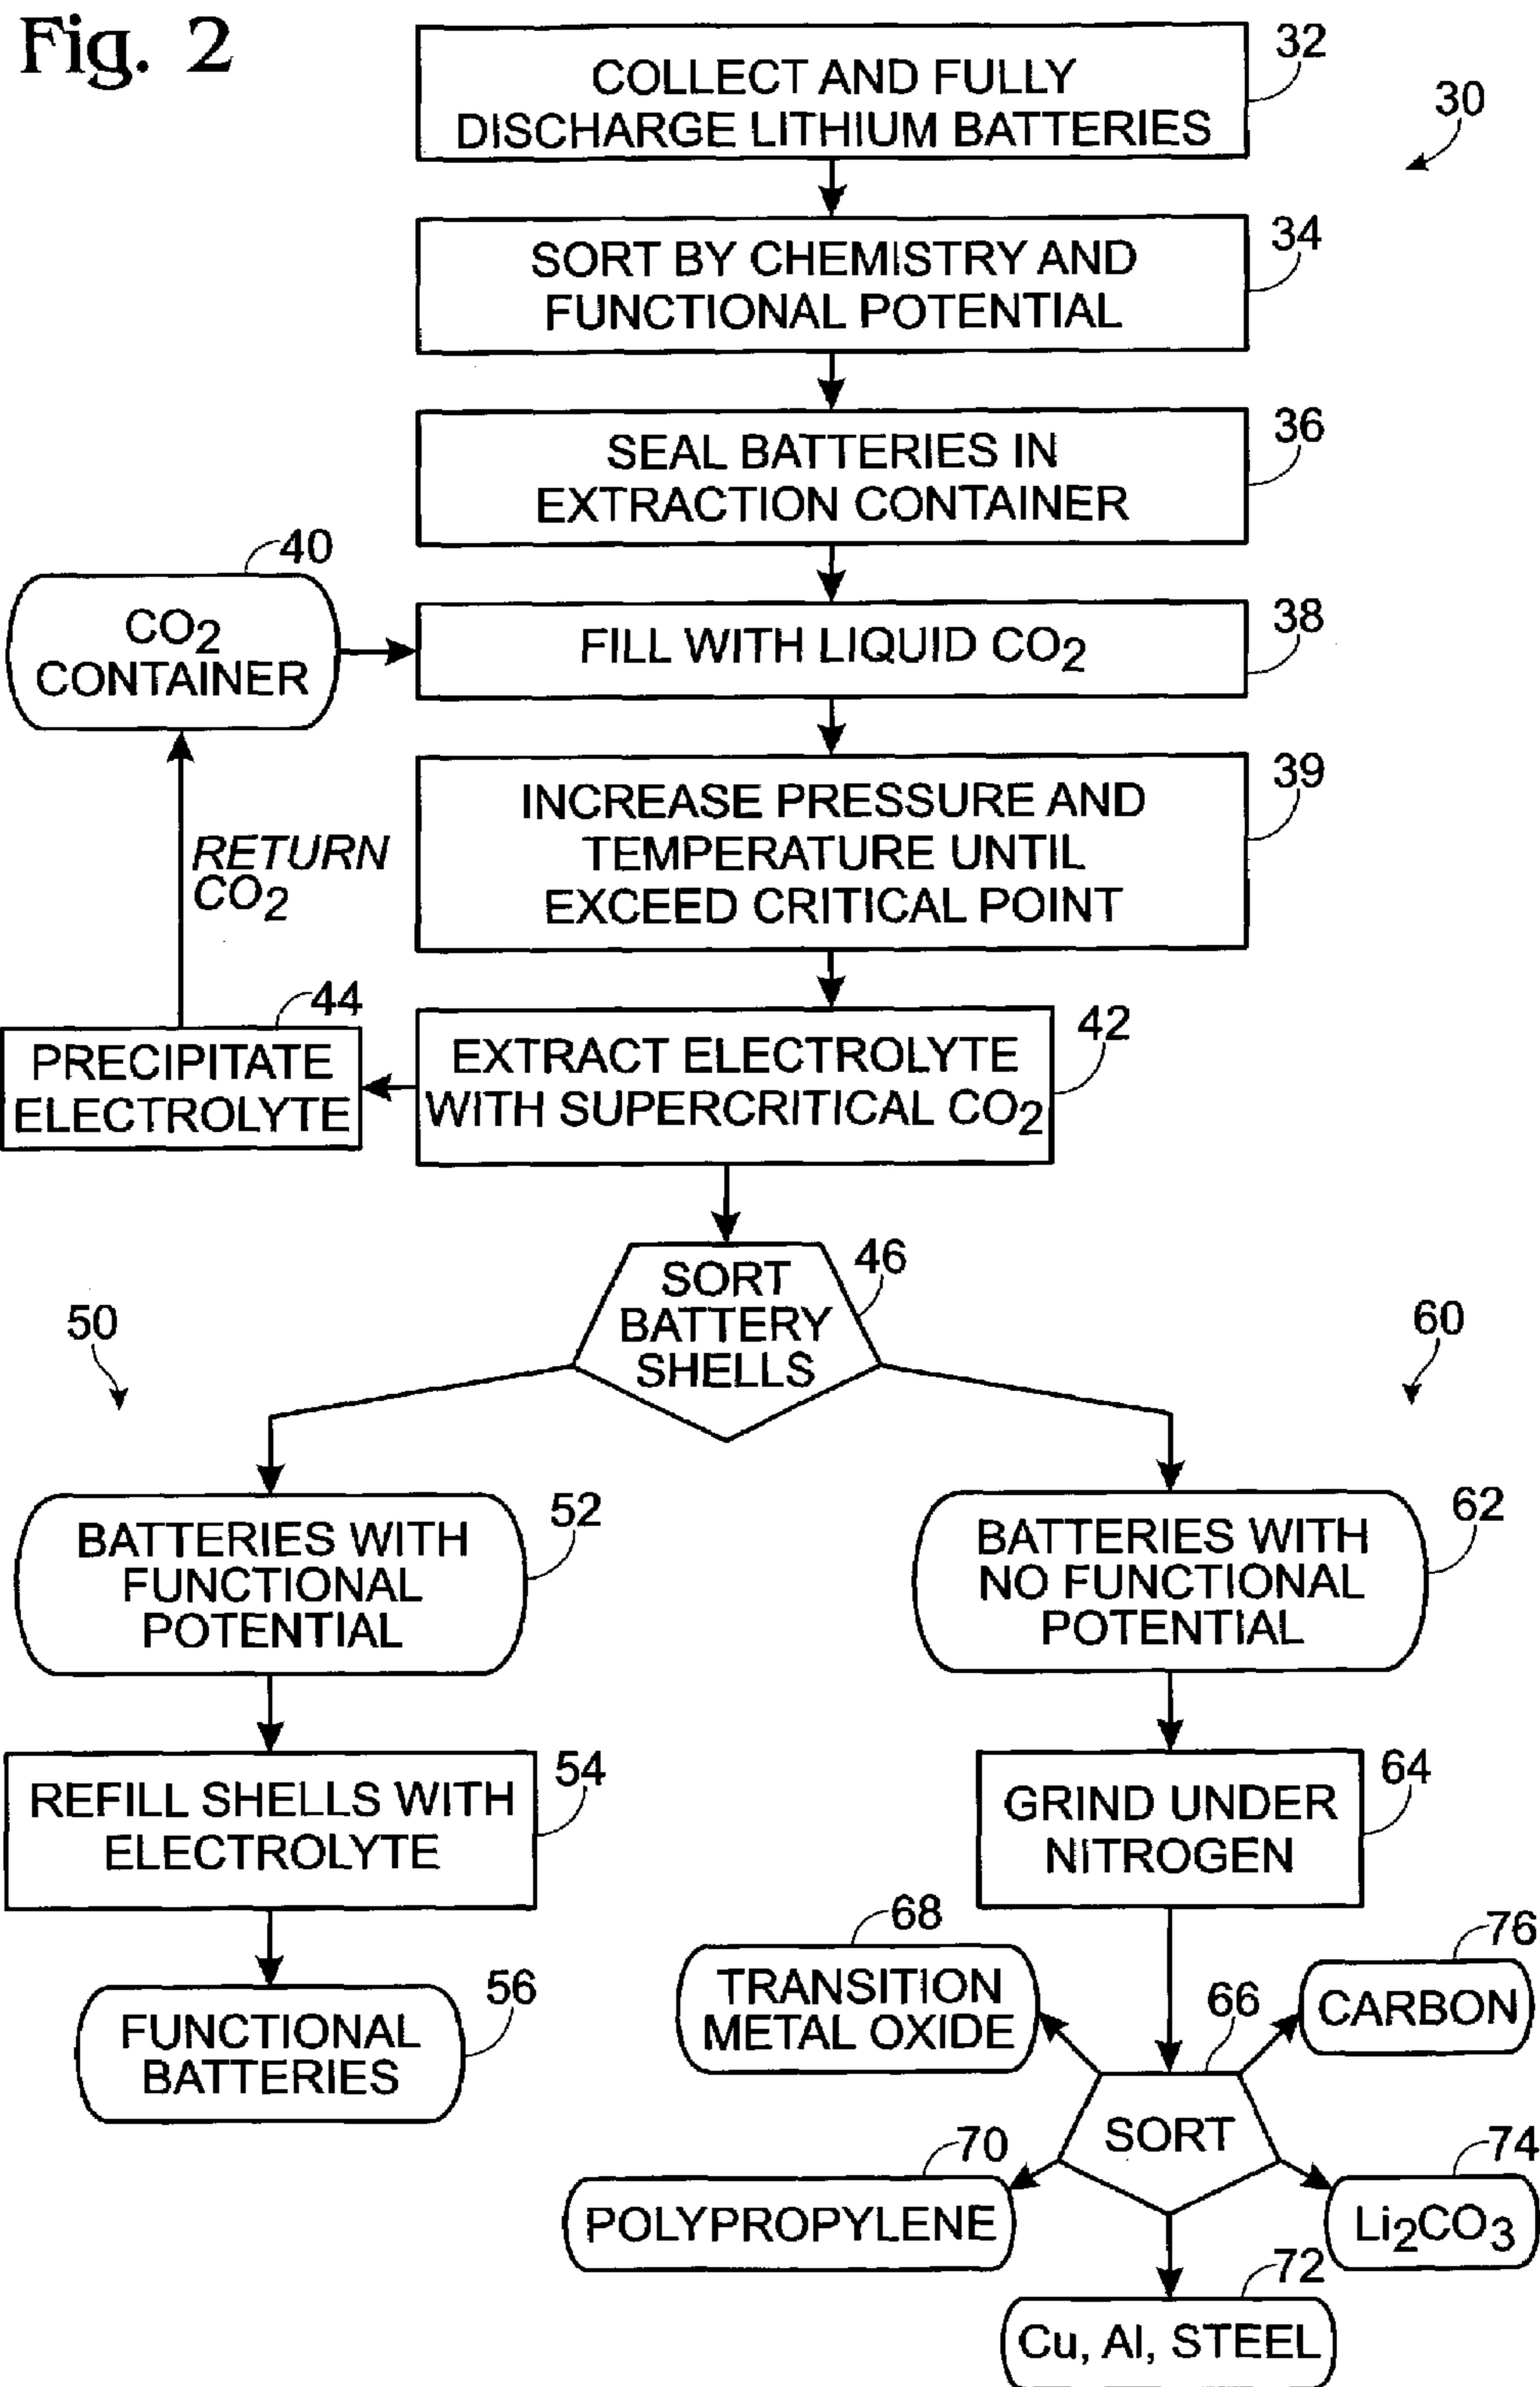 Fig. 2
32
COLLECT AND FULLY
DISCHARGE LITHIUM BATTERIES
30
34
SORT BY CHEMISTRY AND
FUNCTIONAL POTENTIAL
36
SEAL BATTERIES IN
EXTRACTION CONTAINER
40
CO2
CONTAINER
38
FILL WITH LIQUID CO2
39
INCREASE PRESSURE AND
TEMPERATURE UNTIL
EXCEED CRITICAL POINT
RETURN
CO2
44
PRECIPITATE
ELECTROLYTE
42
EXTRACT ELECTROLYTE
WITH SUPERCRITICAL CO2
46
SORT
BATTERY
SHELLS
50
60
52
BATTERIES WITH
FUNCTIONAL
POTENTIAL
62
BATTERIES WITH
NO FUNCTIONAL
POTENTIAL
54
REFILL SHELLS WITH
ELECTROLYTE
64
GRIND UNDER
NITROGEN
56
FUNCTIONAL
BATTERIES
68
TRANSITION
METAL OXIDE
66
76
CARBON
SORT
70
POLYPROPYLENE
74
Li2CO3
72
Cu, Al, STEEL